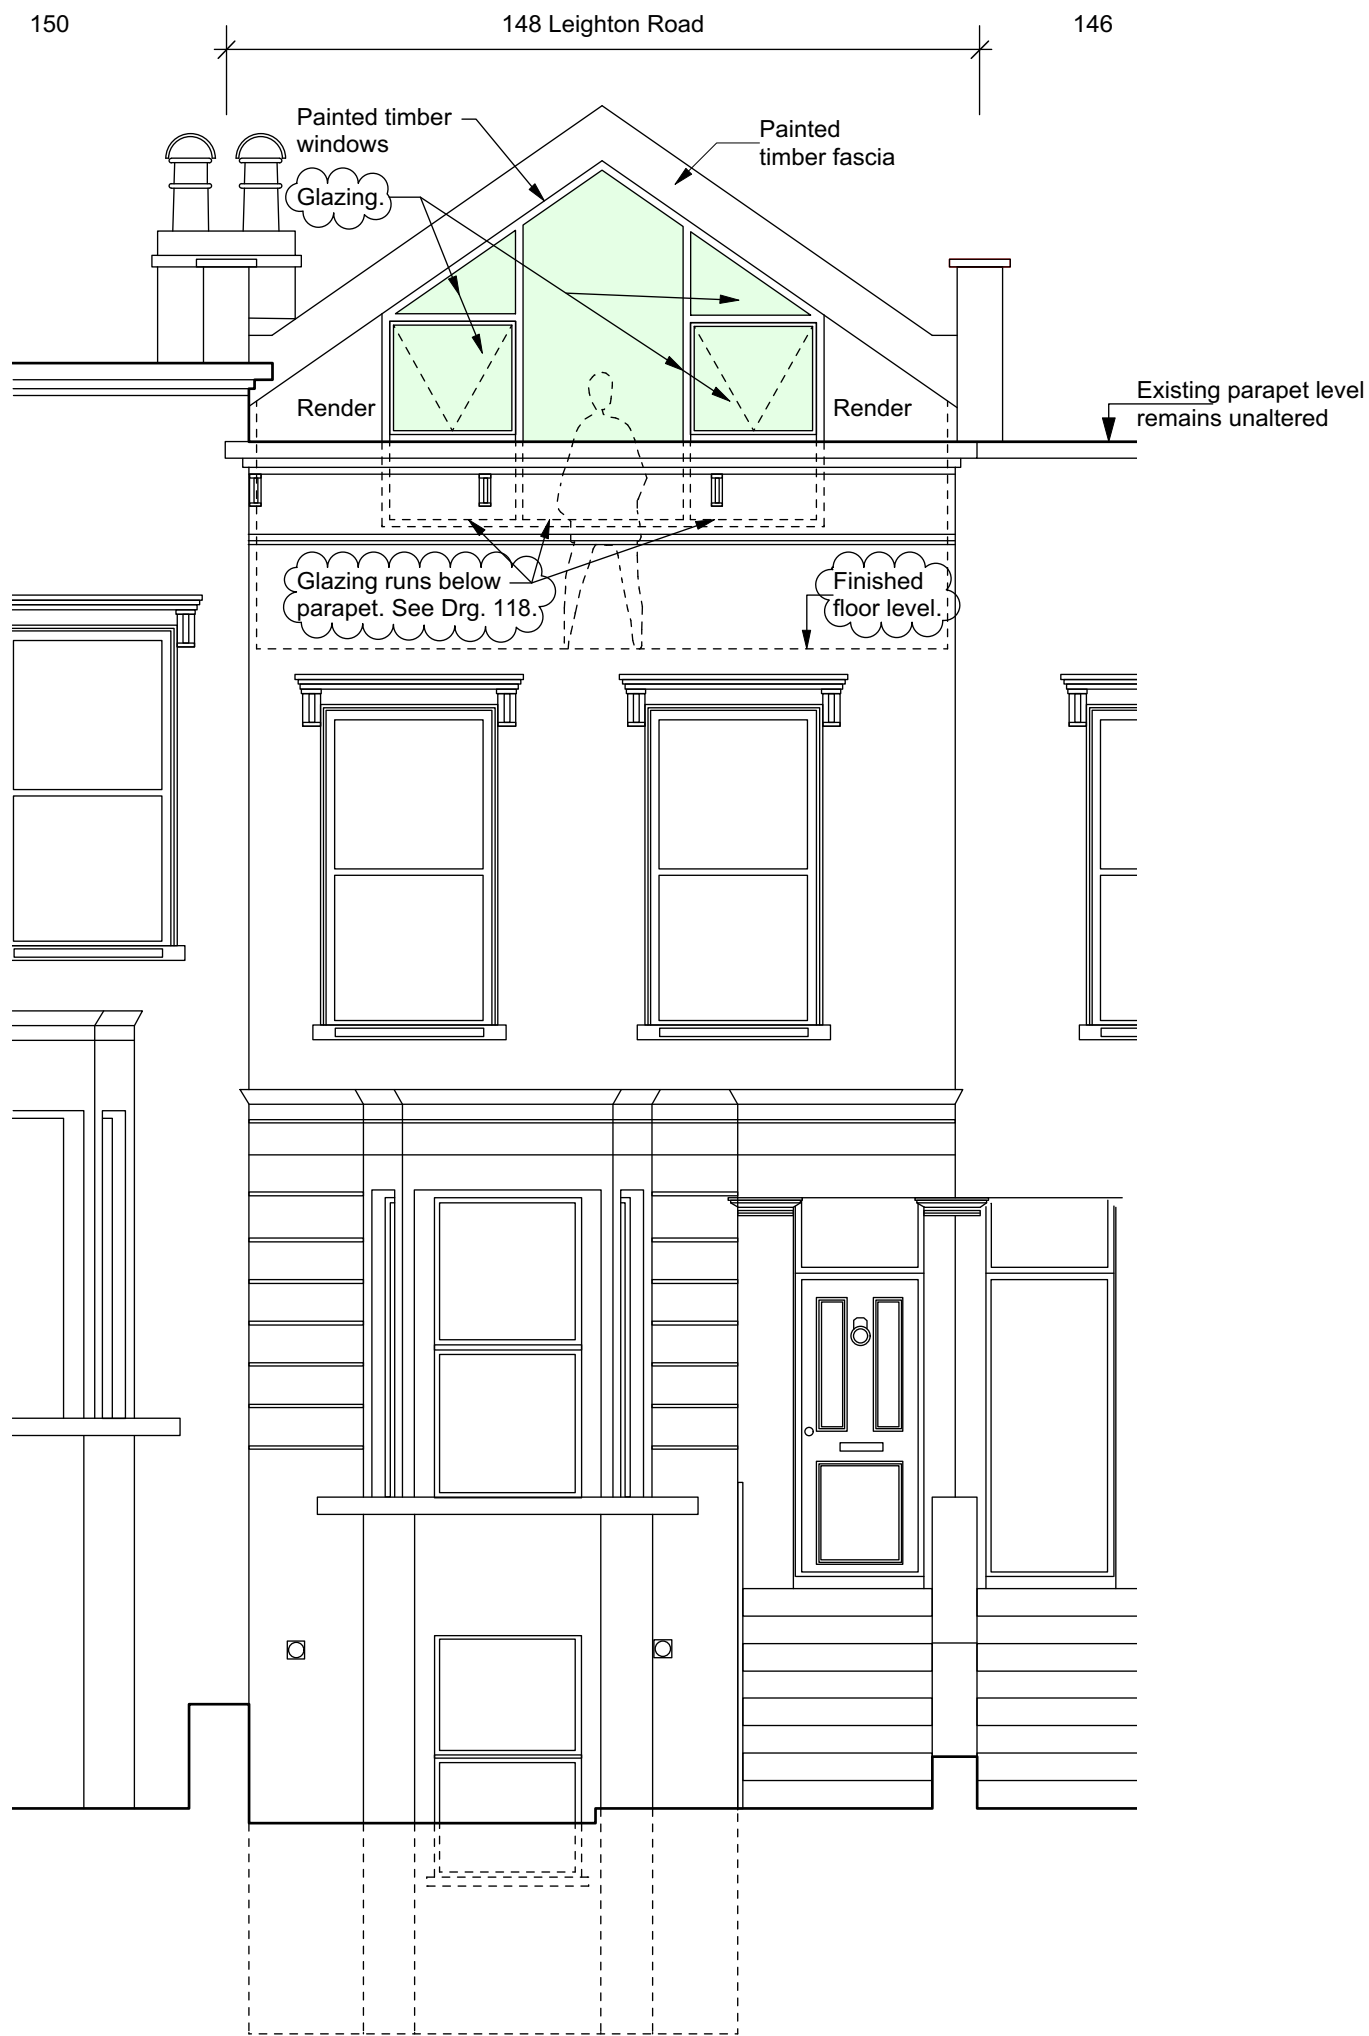 150
148 Leighton Road
146
Painted timber
windows
Painted
timber fascia
Glazing.
Existing parapet level
remains unaltered
Render
Render
Glazing runs below
parapet. See Drg. 118.
Finished
floor level.